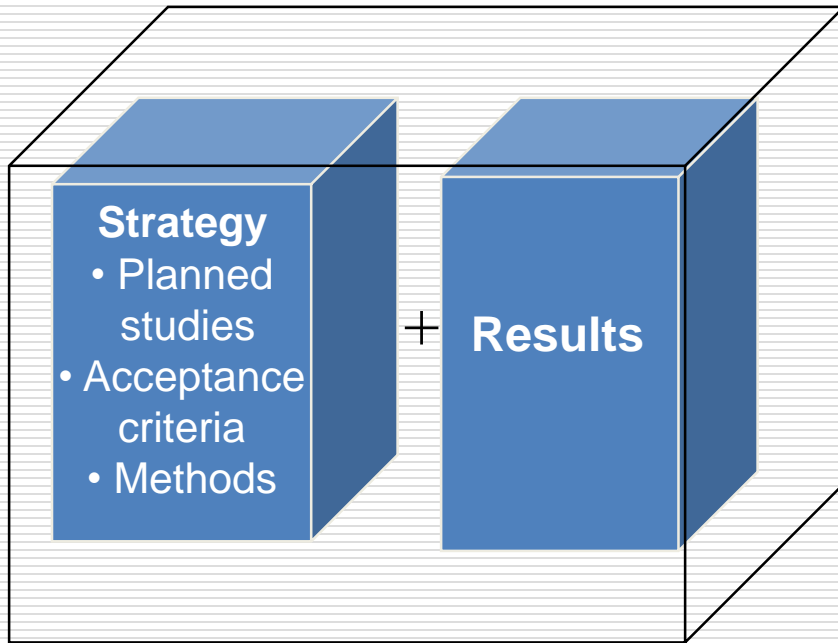 Strategy
• Planned
studies
• Acceptance
criteria
• Methods
+
Results